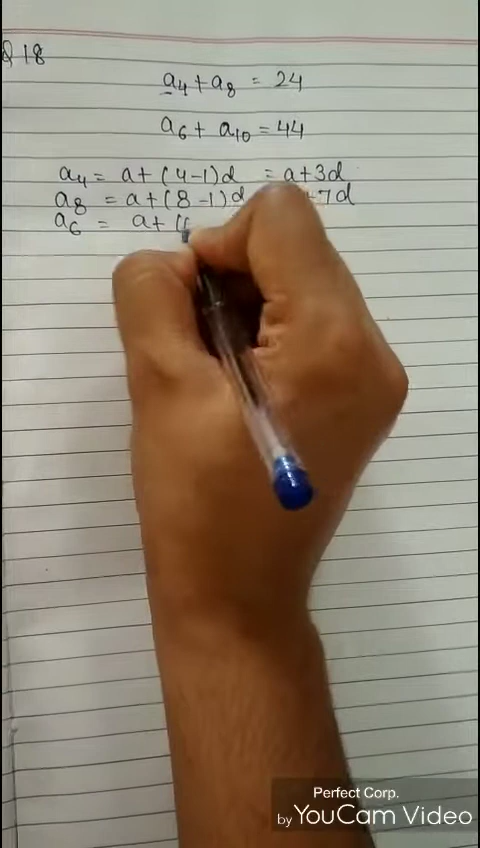 Q 18
a₄ + a₈ = 24
a₆ + a₁₀ = 44
a₄ = a + (4-1)d = a + 3d
a₈ = a + (8-1)d +7d
a₆ = a + (
Perfect Corp.
by YouCam Video